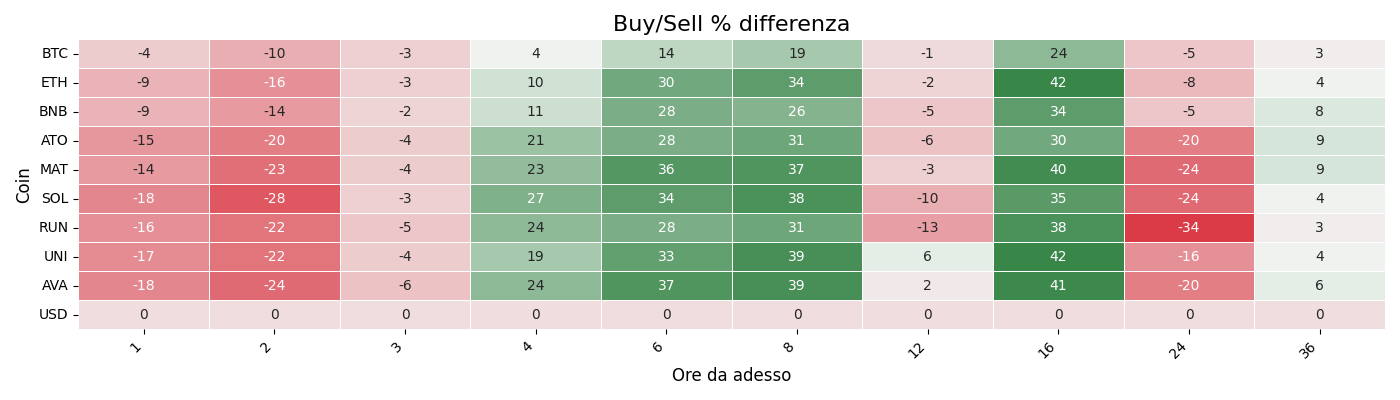 Buy/Sell % differenza
Coin
BTC -4 -10 -3 4 14 19 -1 24 -5 3
ETH -9 -16 -3 10 30 34 -2 42 -8 4
BNB -9 -14 -2 11 28 26 -5 34 -5 8
ATO -15 -20 -4 21 28 31 -6 30 -20 9
MAT -14 -23 -4 23 36 37 -3 40 -24 9
SOL -18 -28 -3 27 34 38 -10 35 -24 4
RUN -16 -22 -5 24 28 31 -13 38 -34 3
UNI -17 -22 -4 19 33 39 6 42 -16 4
AVA -18 -24 -6 24 37 39 2 41 -20 6
USD 0 0 0 0 0 0 0 0 0 0
1 2 3 4 6 8 12 16 24 36
Ore da adesso